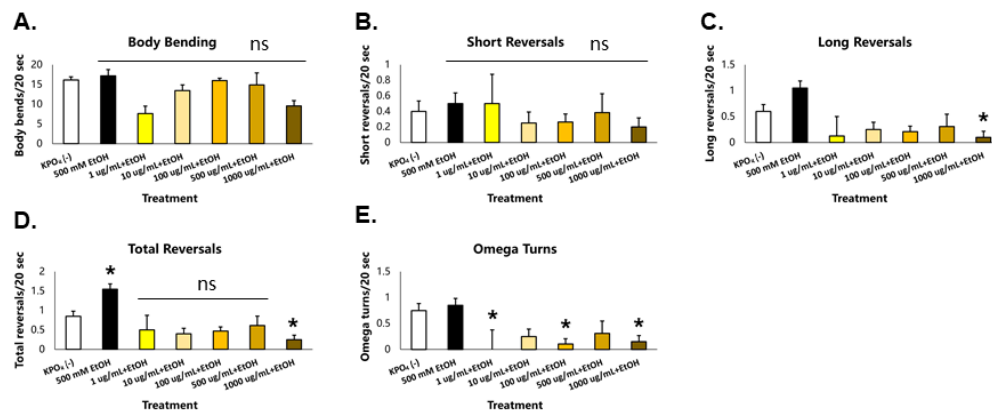 A.
Body Bending
ns
Body bends/20 sec
20
15
10
5
0
KPO₄ (-)
500 mM EtOH
1 ug/mL+EtOH
10 ug/mL+EtOH
100 ug/mL+EtOH
500 ug/mL+EtOH
1000 ug/mL+EtOH
Treatment
B.
Short Reversals
ns
Short reversals/20 sec
1
0.8
0.6
0.4
0.2
0
KPO₄ (-)
500 mM EtOH
1 ug/mL+EtOH
10 ug/mL+EtOH
100 ug/mL+EtOH
500 ug/mL+EtOH
1000 ug/mL+EtOH
Treatment
C.
Long Reversals
Long reversals/20 sec
1.5
1
0.5
0
*
KPO₄ (-)
500 mM EtOH
1 ug/mL+EtOH
10 ug/mL+EtOH
100 ug/mL+EtOH
500 ug/mL+EtOH
1000 ug/mL+EtOH
Treatment
D.
Total Reversals
Total reversals/20 sec
2
1.5
1
0.5
0
*
ns
*
KPO₄ (-)
500 mM EtOH
1 ug/mL+EtOH
10 ug/mL+EtOH
100 ug/mL+EtOH
500 ug/mL+EtOH
1000 ug/mL+EtOH
Treatment
E.
Omega Turns
Omega turns/20 sec
1.5
1
0.5
0
*
*
*
KPO₄ (-)
500 mM EtOH
1 ug/mL+EtOH
10 ug/mL+EtOH
100 ug/mL+EtOH
500 ug/mL+EtOH
1000 ug/mL+EtOH
Treatment